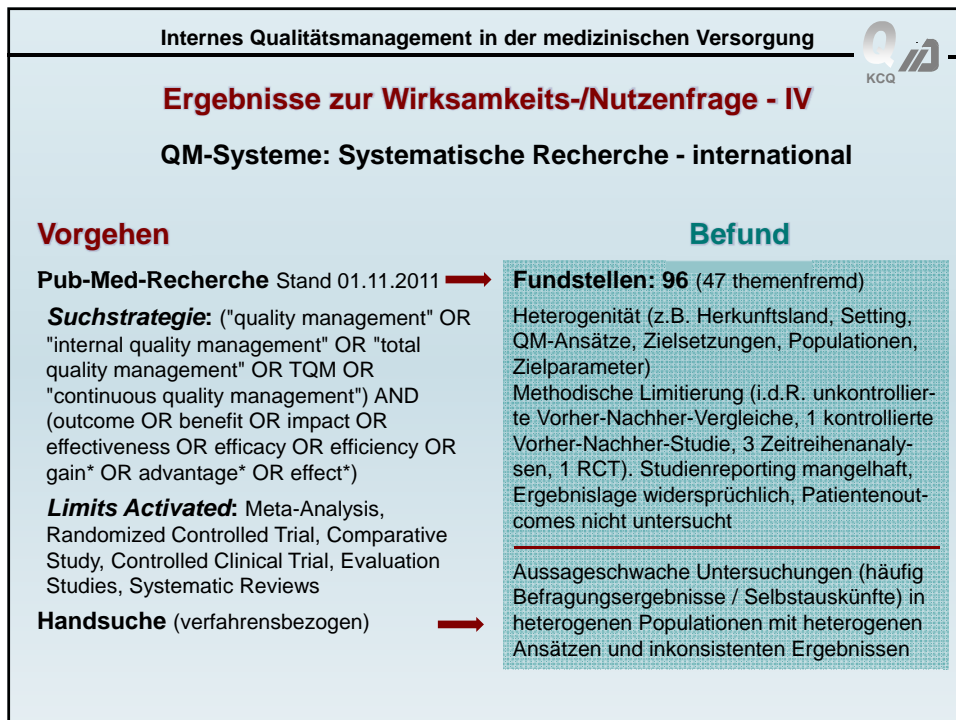 Internes Qualitätsmanagement in der medizinischen Versorgung
Q
KCQ
Ergebnisse zur Wirksamkeits-/Nutzenfrage - IV
QM-Systeme: Systematische Recherche - international
Vorgehen
Pub-Med-Recherche Stand 01.11.2011
Suchstrategie: ("quality management" OR
"internal quality management" OR "total
quality management" OR TQM OR
"continuous quality management") AND
(outcome OR benefit OR impact OR
effectiveness OR efficacy OR efficiency OR
gain* OR advantage* OR effect*)
Limits Activated: Meta-Analysis,
Randomized Controlled Trial, Comparative
Study, Controlled Clinical Trial, Evaluation
Studies, Systematic Reviews
Handsuche (verfahrensbezogen)
Befund
Fundstellen: 96 (47 themenfremd)
Heterogenität (z.B. Herkunftsland, Setting,
QM-Ansätze, Zielsetzungen, Populationen,
Zielparameter)
Methodische Limitierung (i.d.R. unkontrollier-
te Vorher-Nachher-Vergleiche, 1 kontrollierte
Vorher-Nachher-Studie, 3 Zeitreihenanaly-
sen, 1 RCT). Studienreporting mangelhaft,
Ergebnislage widersprüchlich, Patientenout-
comes nicht untersucht
Aussageschwache Untersuchungen (häufig
Befragungsergebnisse / Selbstauskünfte) in
heterogenen Populationen mit heterogenen
Ansätzen und inkonsistenten Ergebnissen